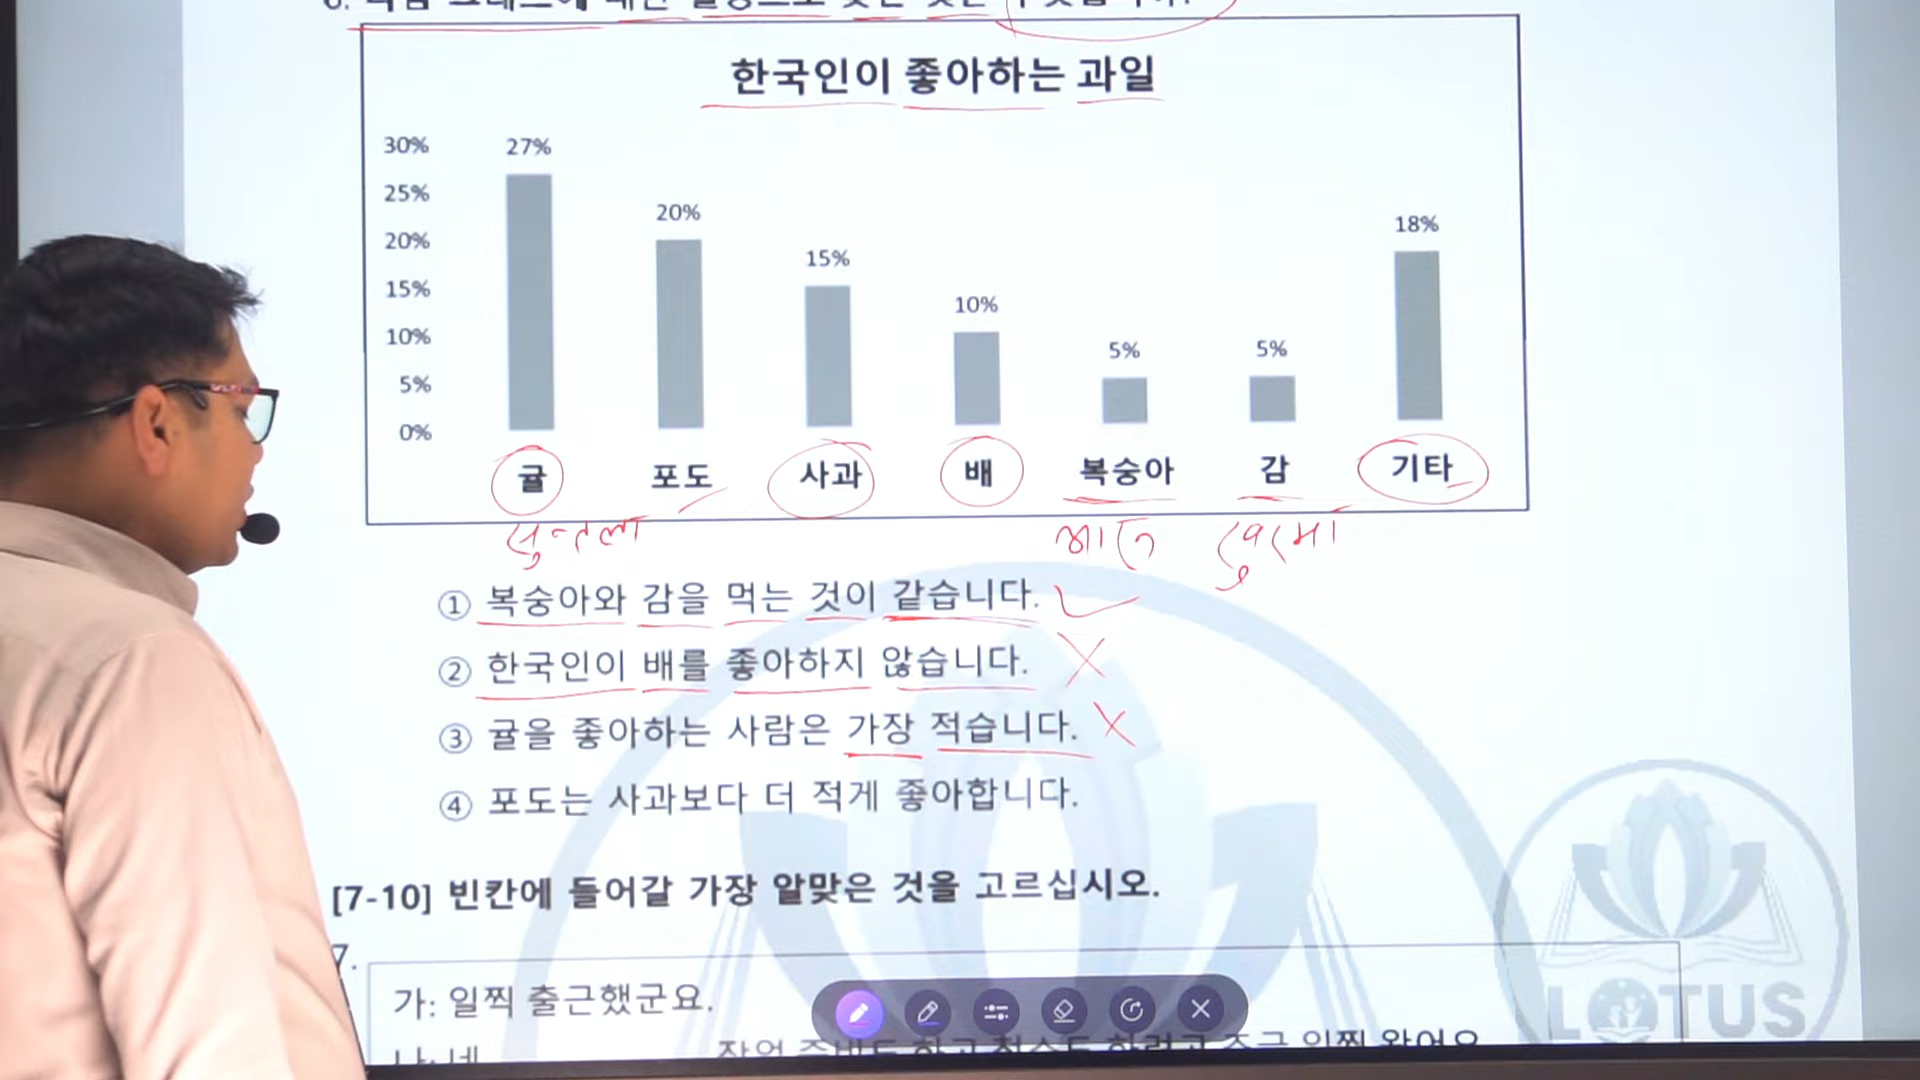 한국인이 좋아하는 과일
30%
25%
20%
15%
10%
5%
0%
27%
20%
15%
10%
5%
5%
18%
귤 포도 사과 배 복숭아 감 기타
सुन्तला
① 복숭아와 감을 먹는 것이 같습니다.
② 한국인이 배를 좋아하지 않습니다.
③ 귤을 좋아하는 사람은 가장 적습니다.
④ 포도는 사과보다 더 적게 좋아합니다.
[7-10] 빈칸에 들어갈 가장 알맞은 것을 고르십시오.
7.
가: 일찍 출근했군요.
LOTUS